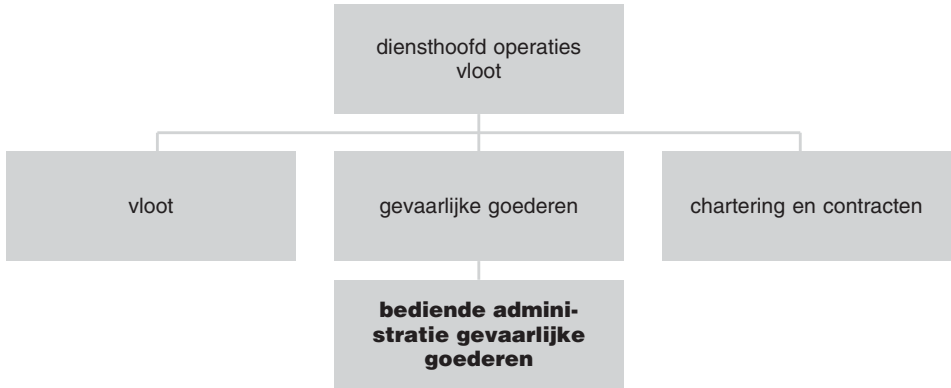 diensthoofd operaties
vloot
vloot
gevaarlijke goederen
chartering en contracten
bediende admini-
stratie gevaarlijke
goederen